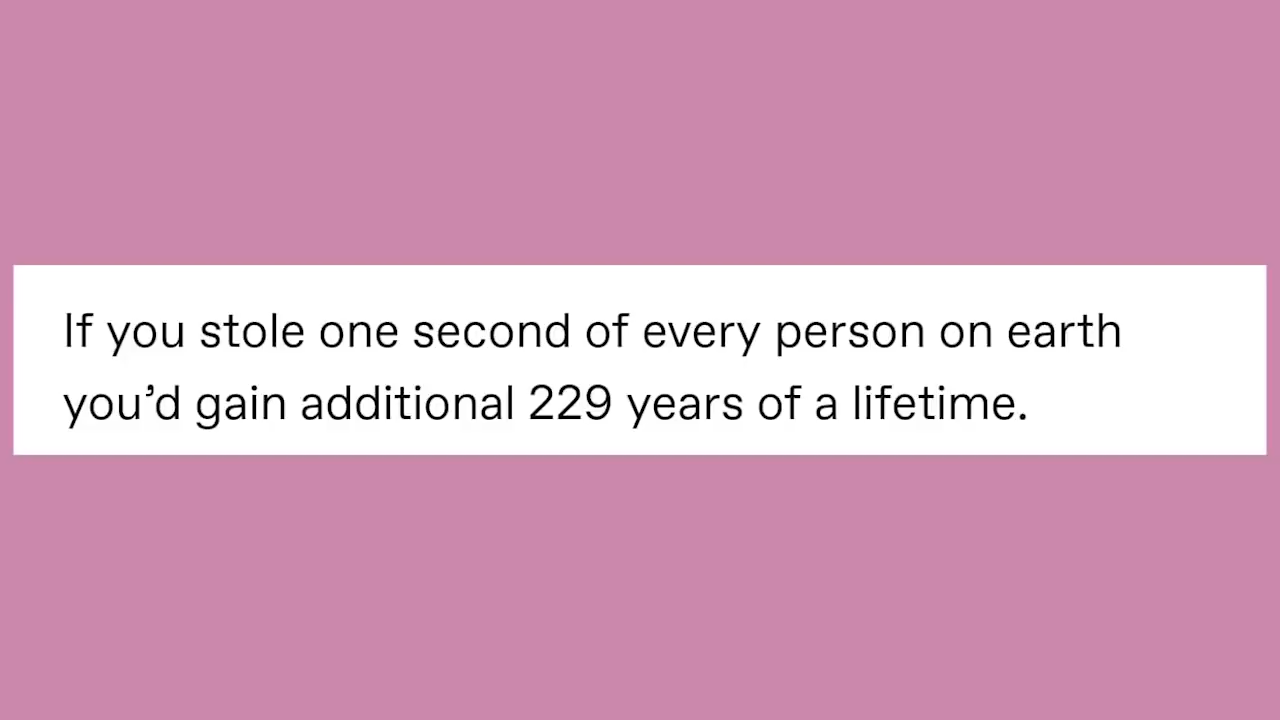 If you stole one second of every person on earth
you’d gain additional 229 years of a lifetime.